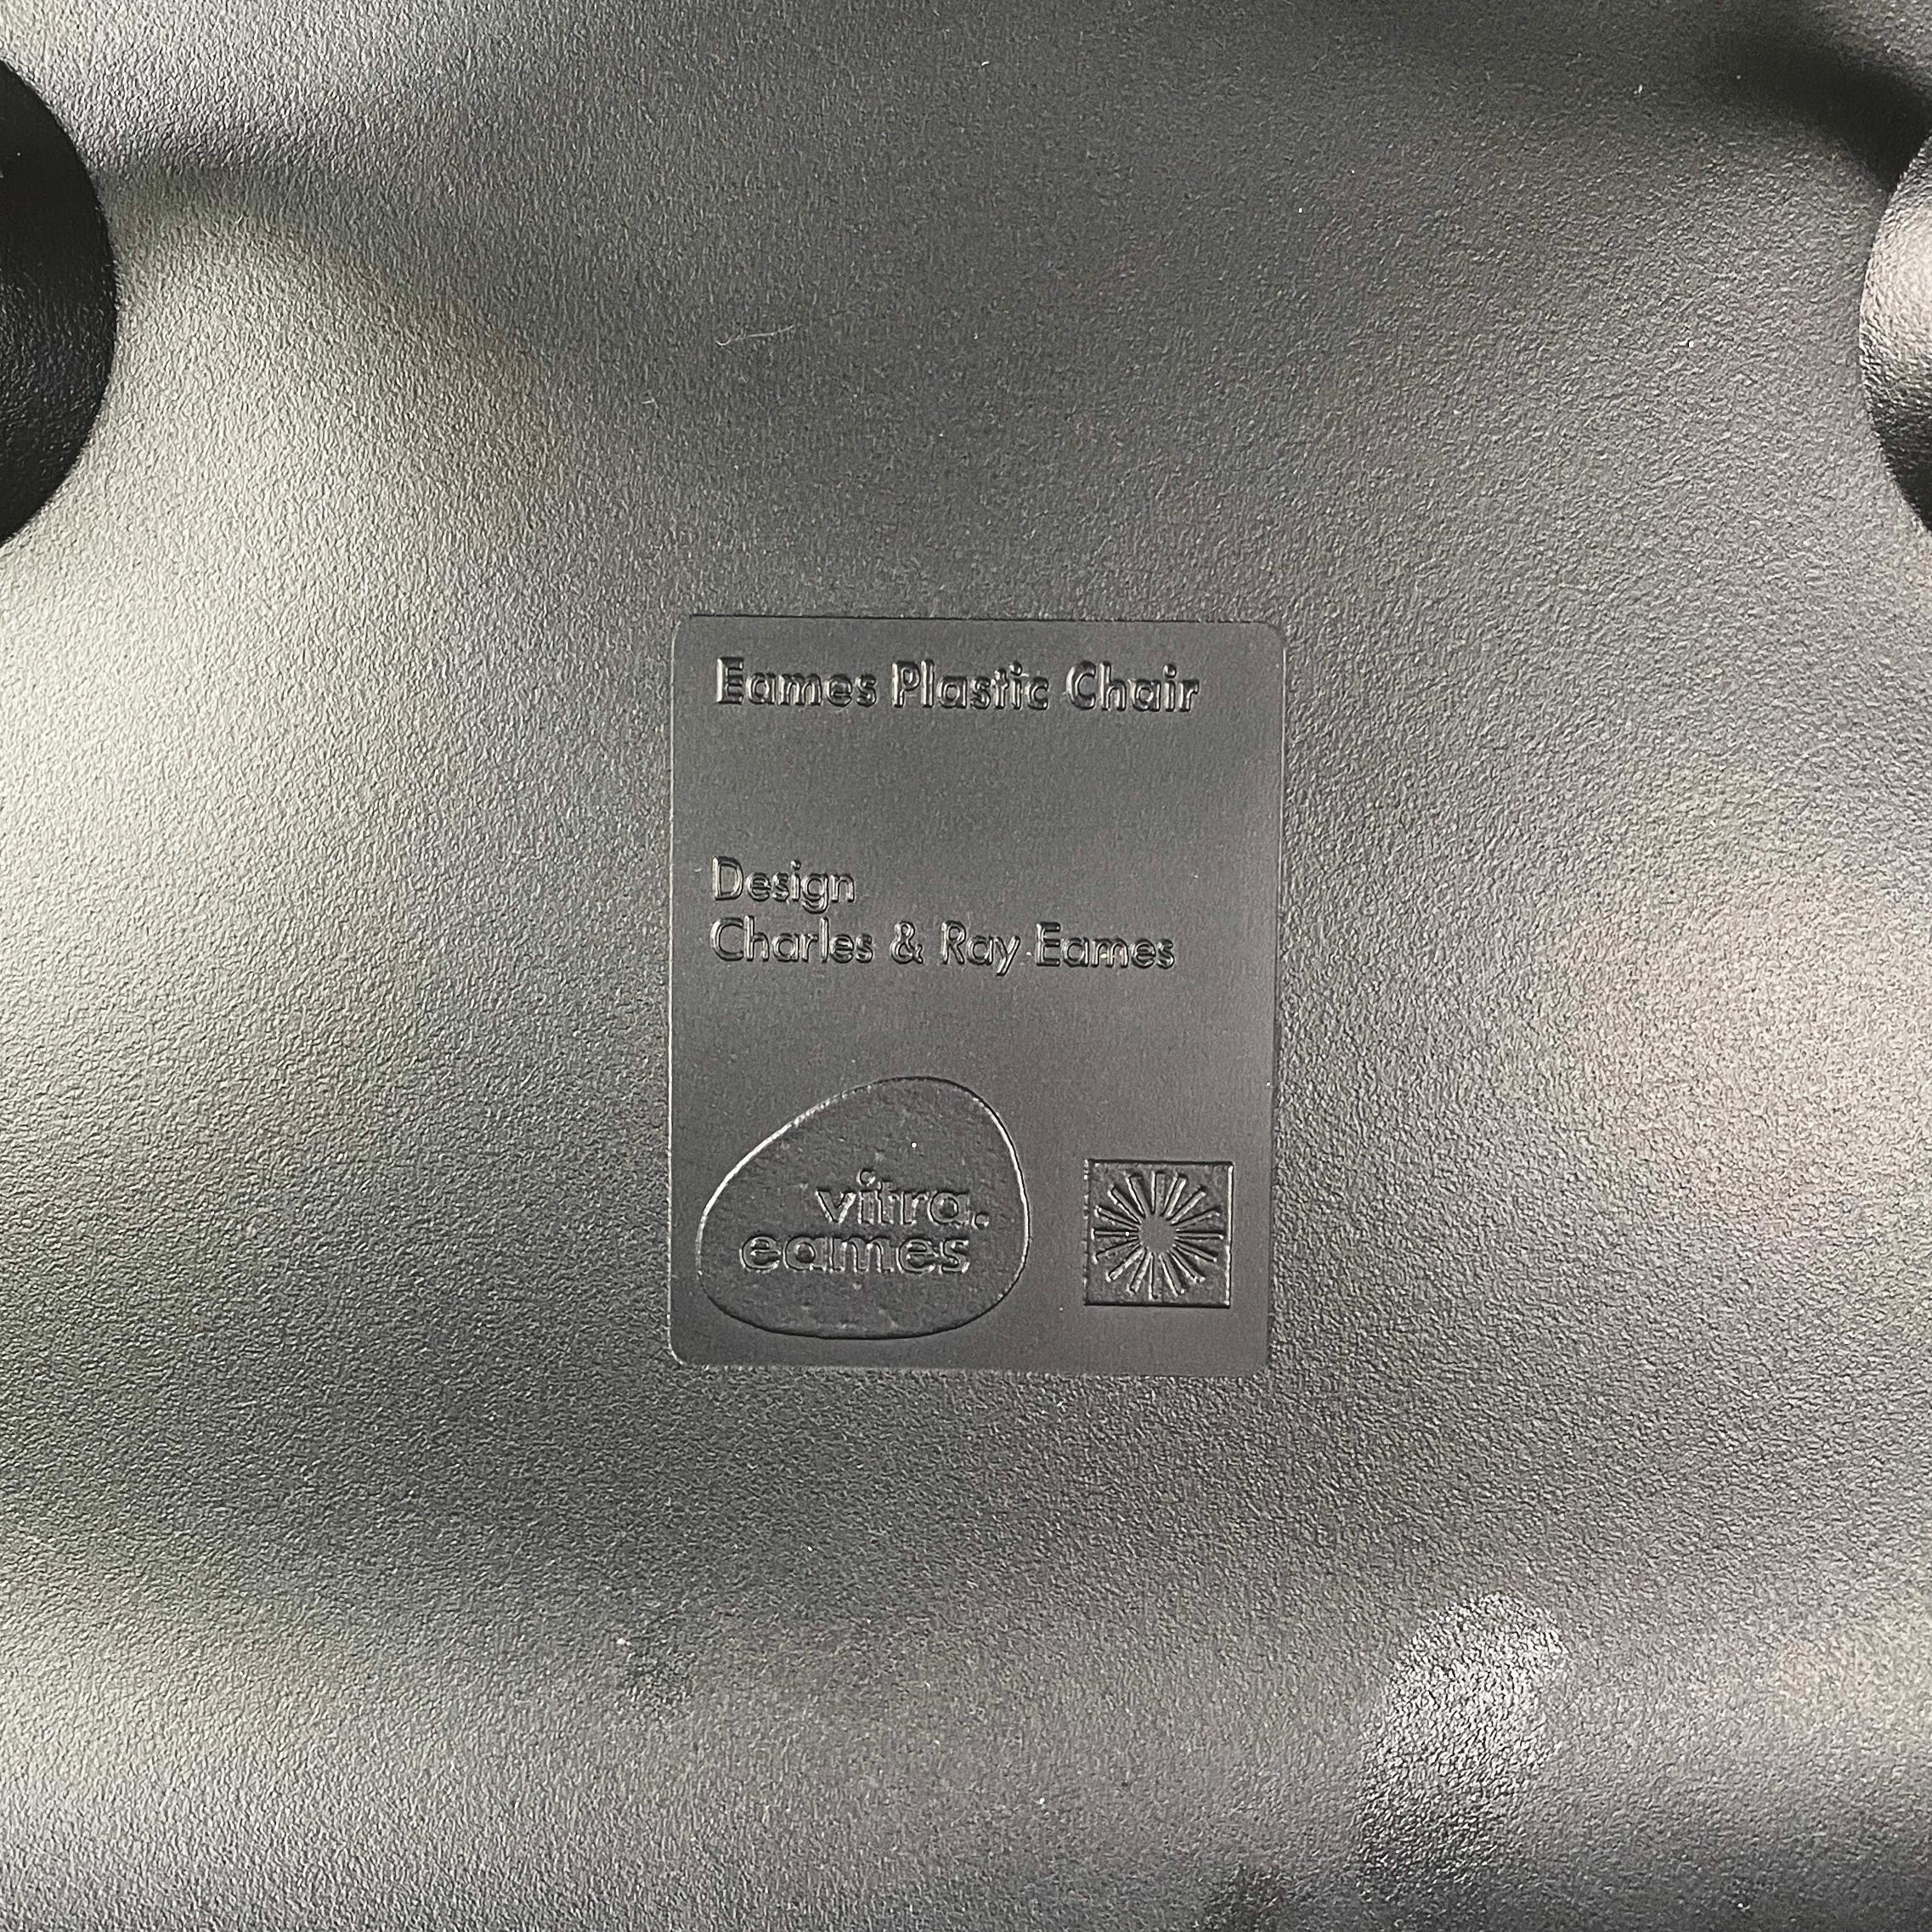 Eames Plastic Chair
Design
Charles & Ray Eames
vitra.
eames